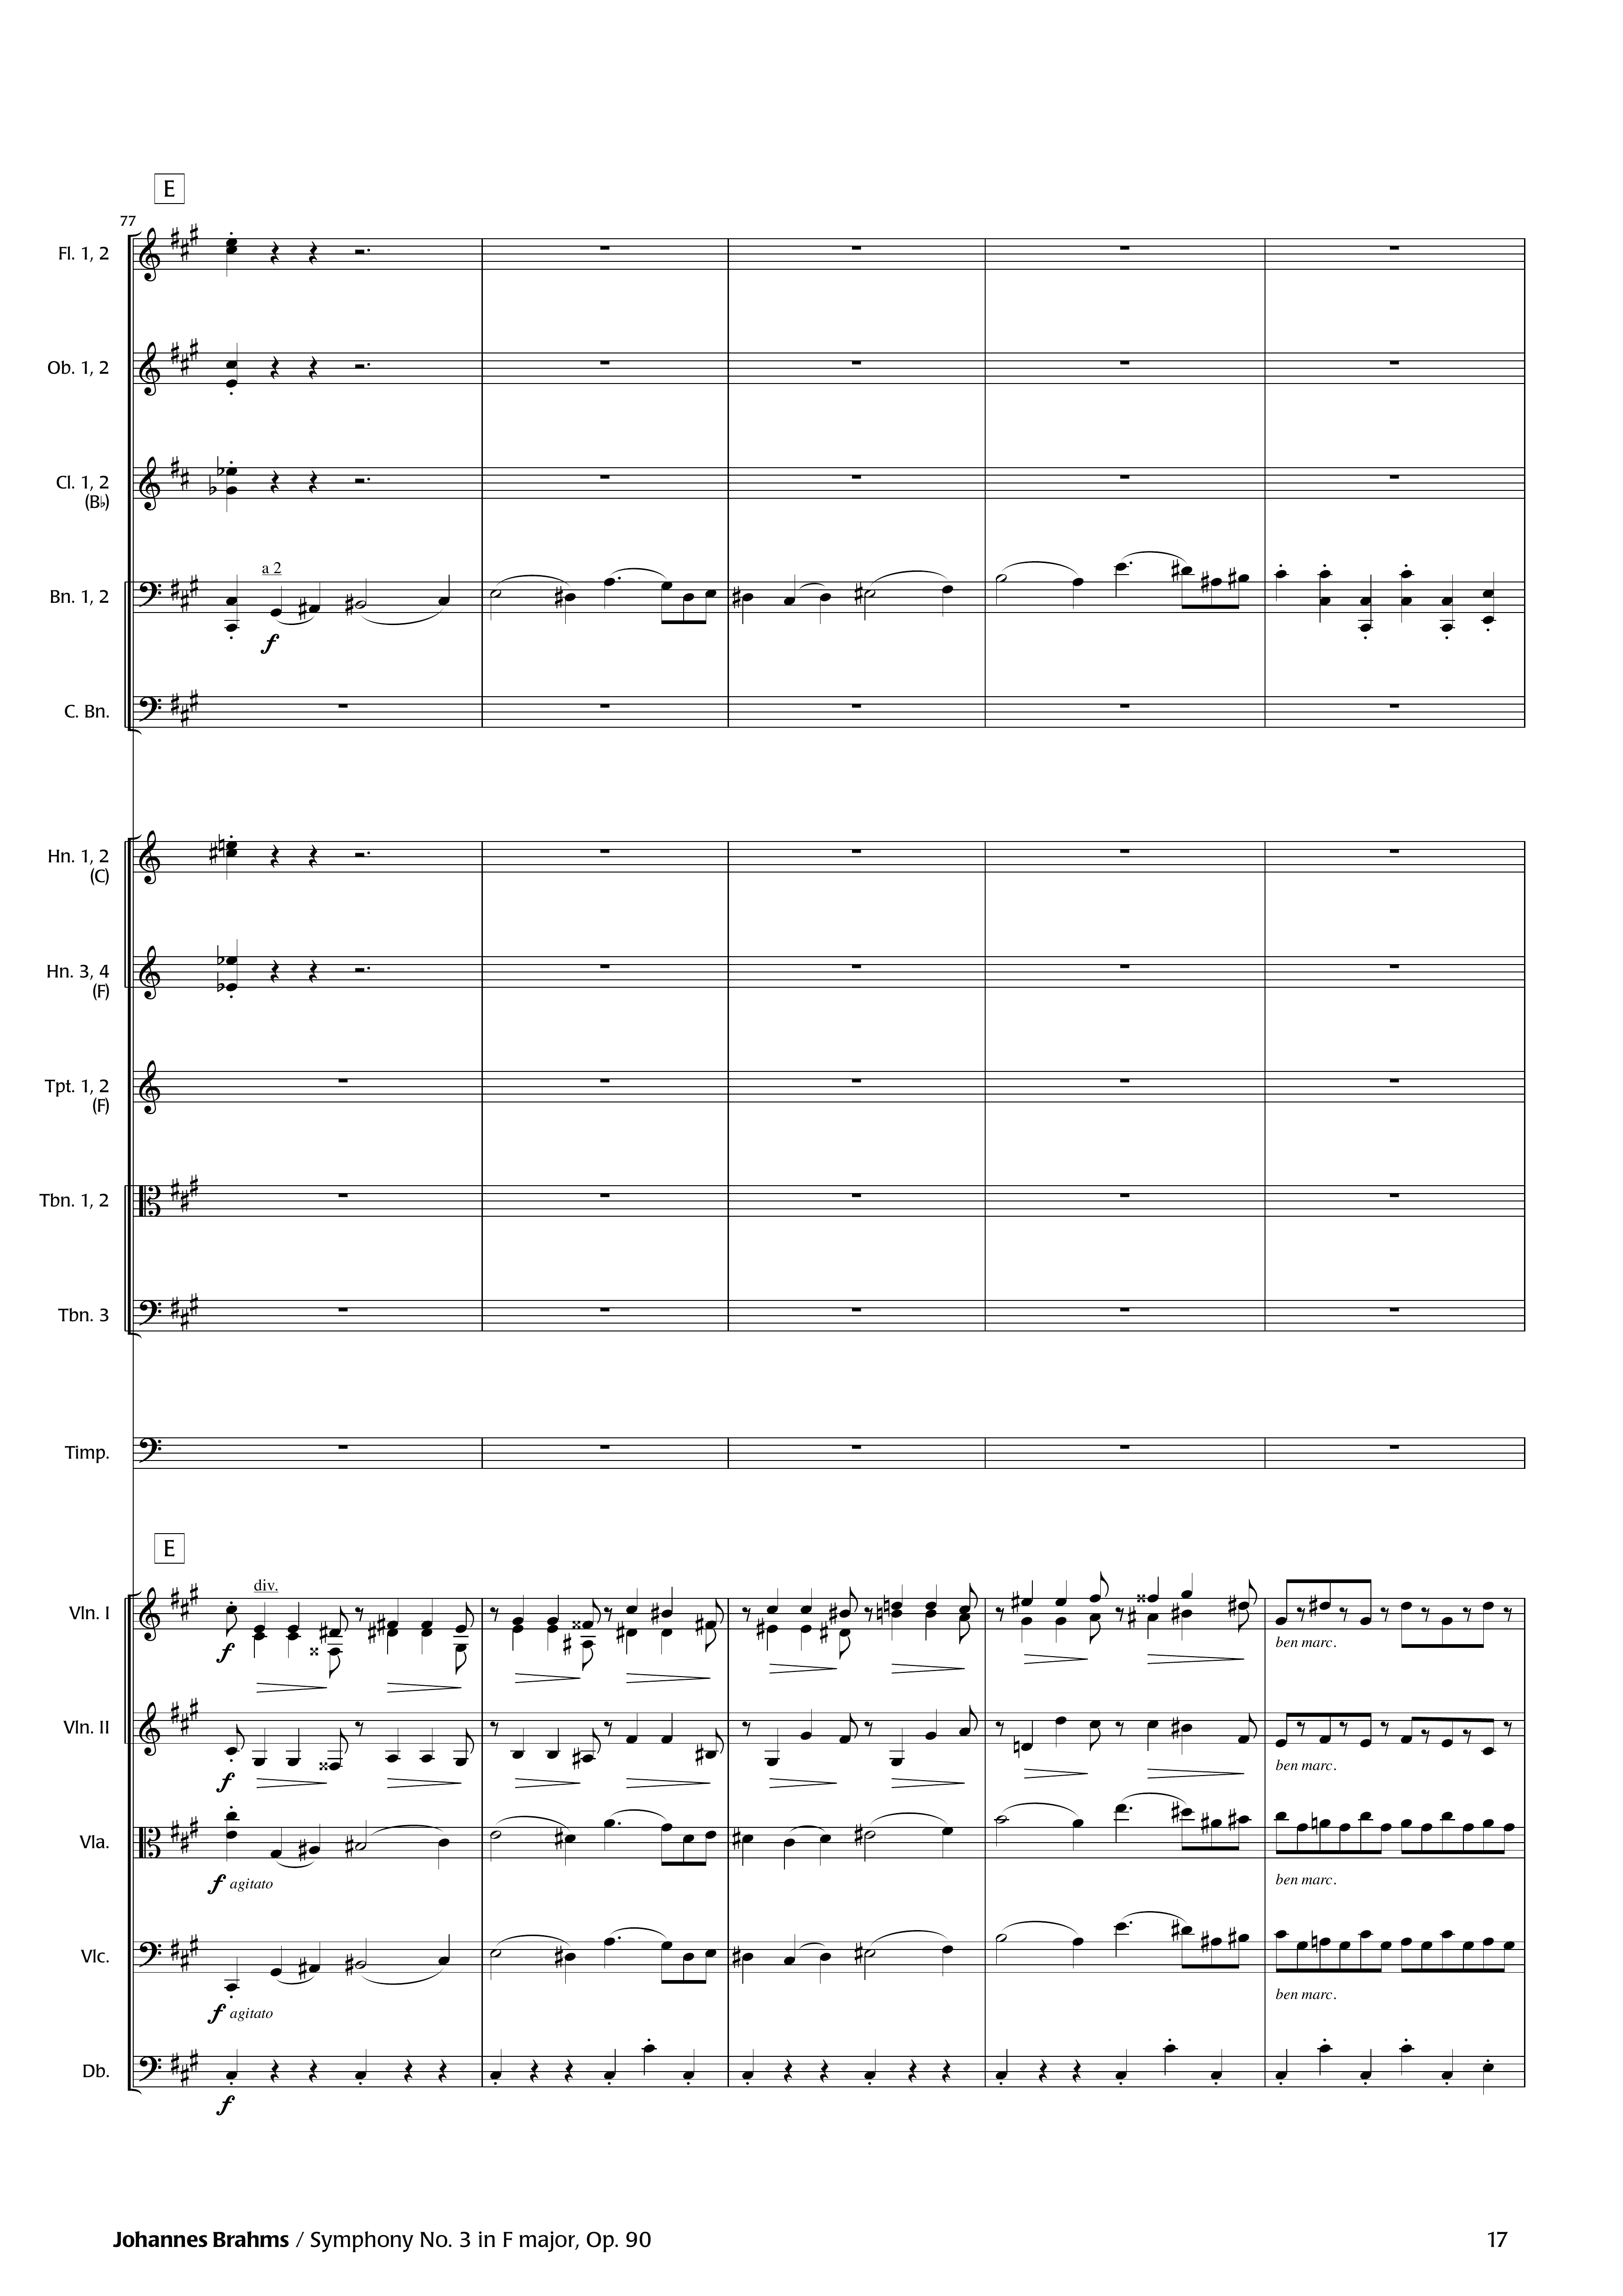 E
77
Fl. 1, 2
Ob. 1, 2
Cl. 1, 2
(B♭)
a 2
Bn. 1, 2
f
C. Bn.
Hn. 1, 2
(C)
Hn. 3, 4
(F)
Tpt. 1, 2
(F)
Tbn. 1, 2
Tbn. 3
Timp.
E
div.
Vln. I
f
ben marc.
Vln. II
f
ben marc.
Vla.
f agitato
ben marc.
Vlc.
f agitato
ben marc.
Db.
f
Johannes Brahms / Symphony No. 3 in F major, Op. 90
17